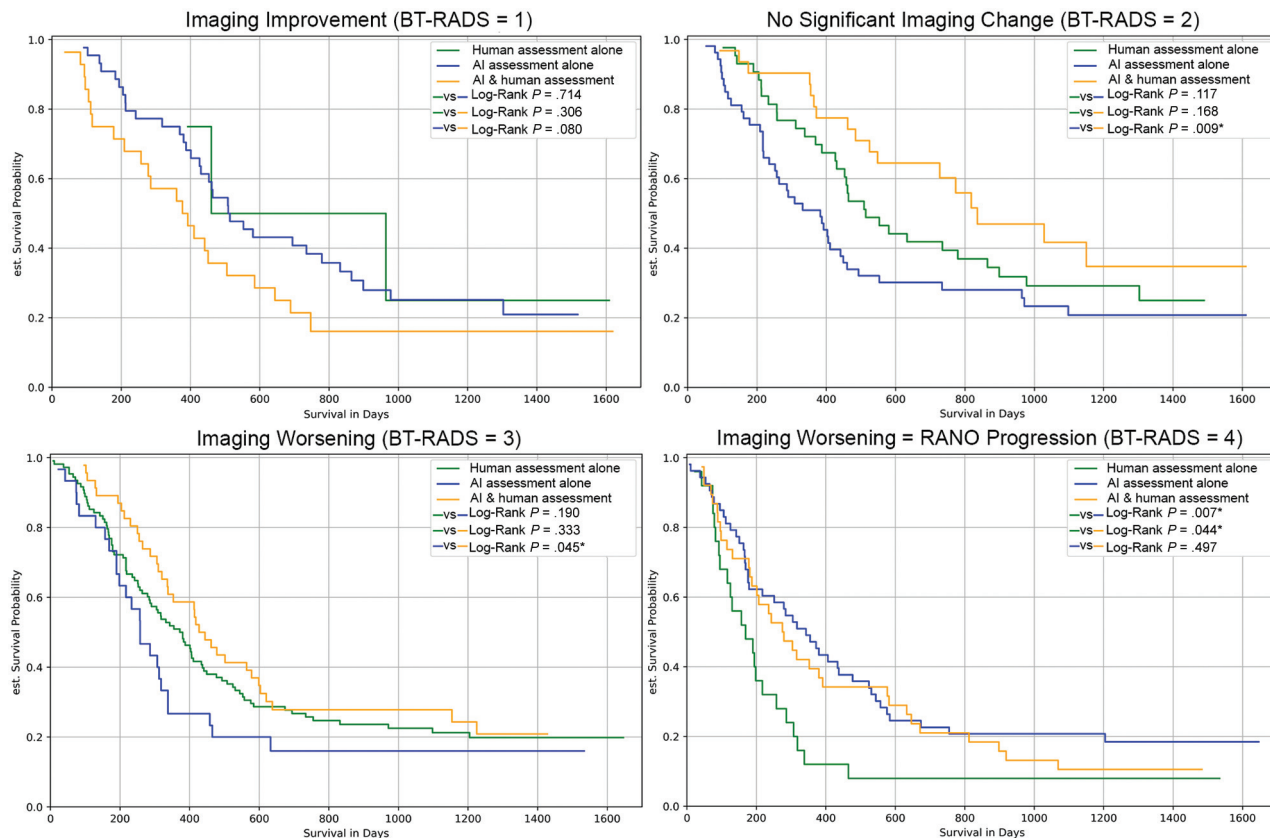 Imaging Improvement (BT-RADS = 1)
1.0
0.8
0.6
0.4
0.2
0.0
est. Survival Probability
Human assessment alone
AI assessment alone
AI & human assessment
vs Log-Rank P = .714
vs Log-Rank P = .306
vs Log-Rank P = .080
200 400 600 800 1000 1200 1400 1600
Survival in Days
No Significant Imaging Change (BT-RADS = 2)
1.0
0.8
0.6
0.4
0.2
0.0
est. Survival Probability
Human assessment alone
AI assessment alone
AI & human assessment
vs Log-Rank P = .117
vs Log-Rank P = .168
vs Log-Rank P = .009*
0 200 400 600 800 1000 1200 1400 1600
Survival in Days
Imaging Worsening (BT-RADS = 3)
1.0
0.8
0.6
0.4
0.2
0.0
est. Survival Probability
Human assessment alone
AI assessment alone
AI & human assessment
vs Log-Rank P = .190
vs Log-Rank P = .333
vs Log-Rank P = .045*
0 200 400 600 800 1000 1200 1400 1600
Survival in Days
Imaging Worsening = RANO Progression (BT-RADS = 4)
1.0
0.8
0.6
0.4
0.2
0.0
est. Survival Probability
Human assessment alone
AI assessment alone
AI & human assessment
vs Log-Rank P = .007*
vs Log-Rank P = .044*
vs Log-Rank P = .497
0 200 400 600 800 1000 1200 1400 1600
Survival in Days